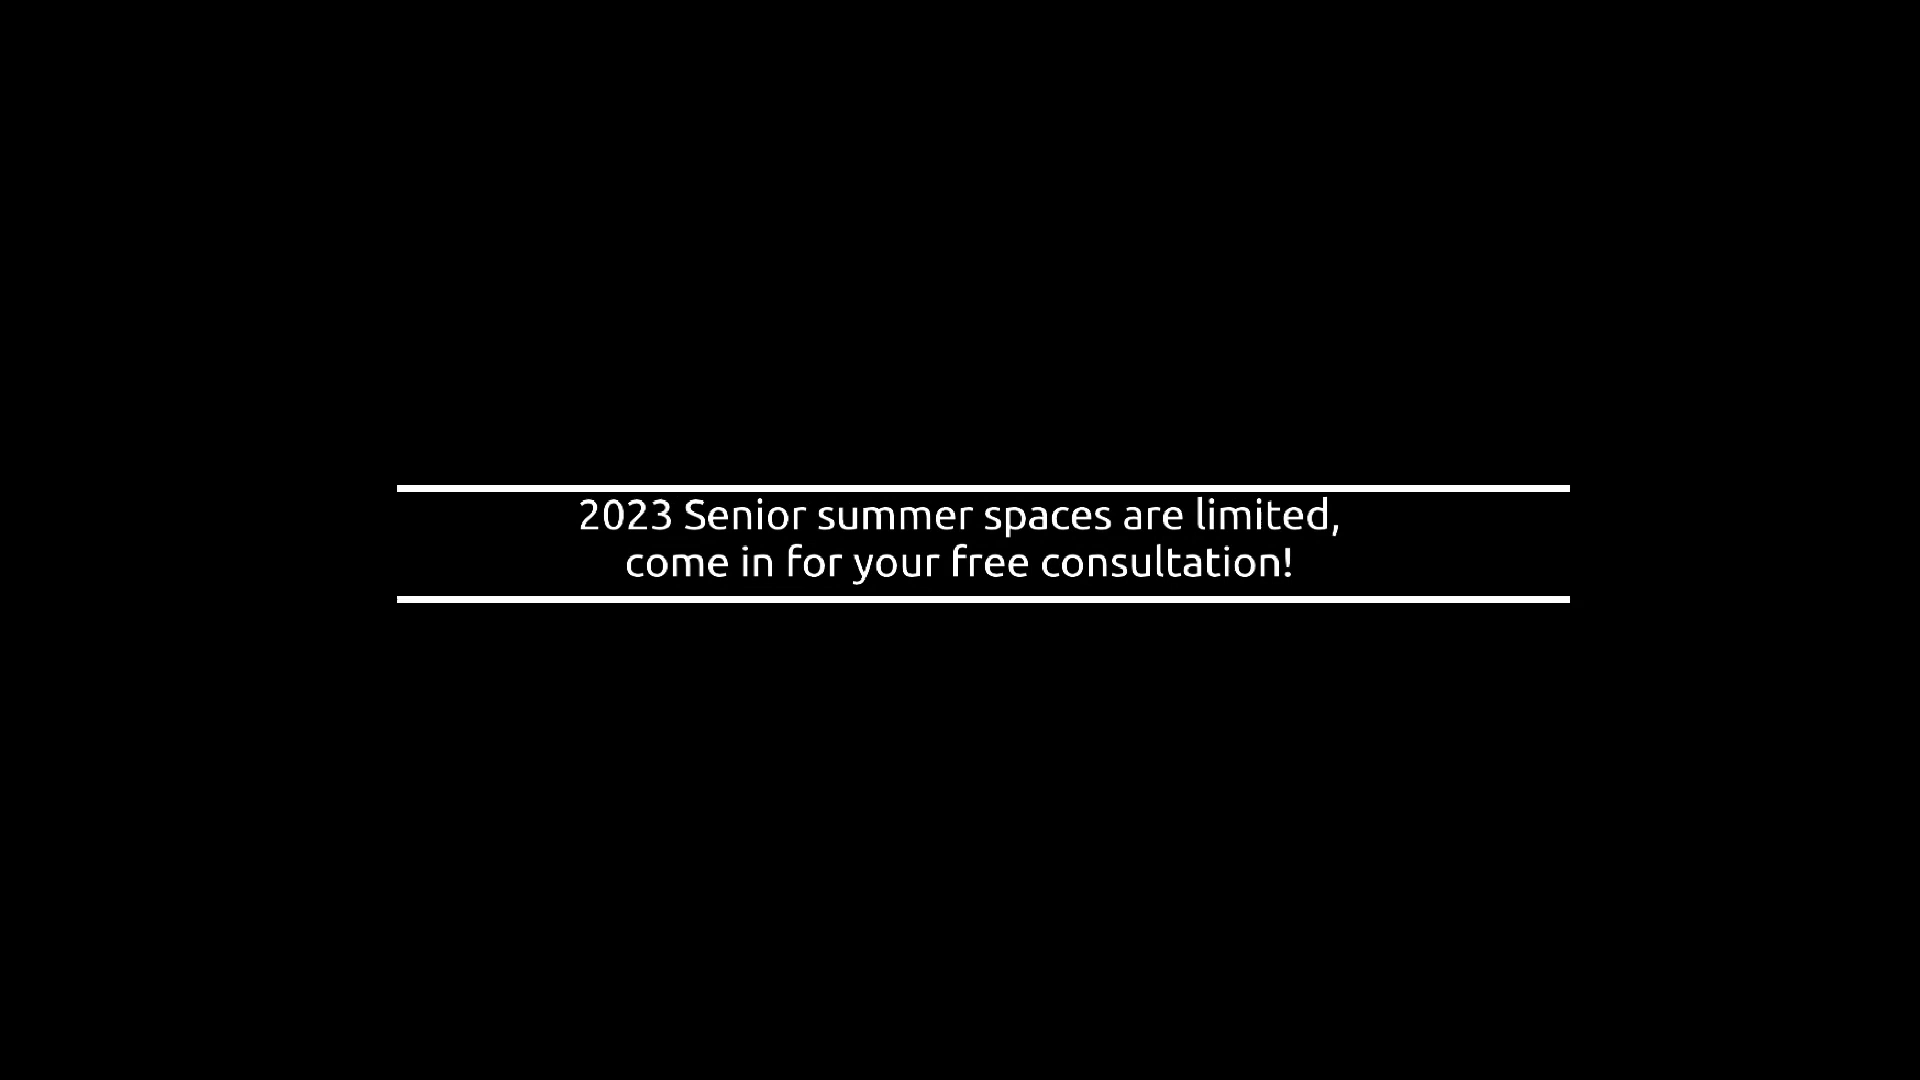 2023 Senior summer spaces are limited,
come in for your free consultation!